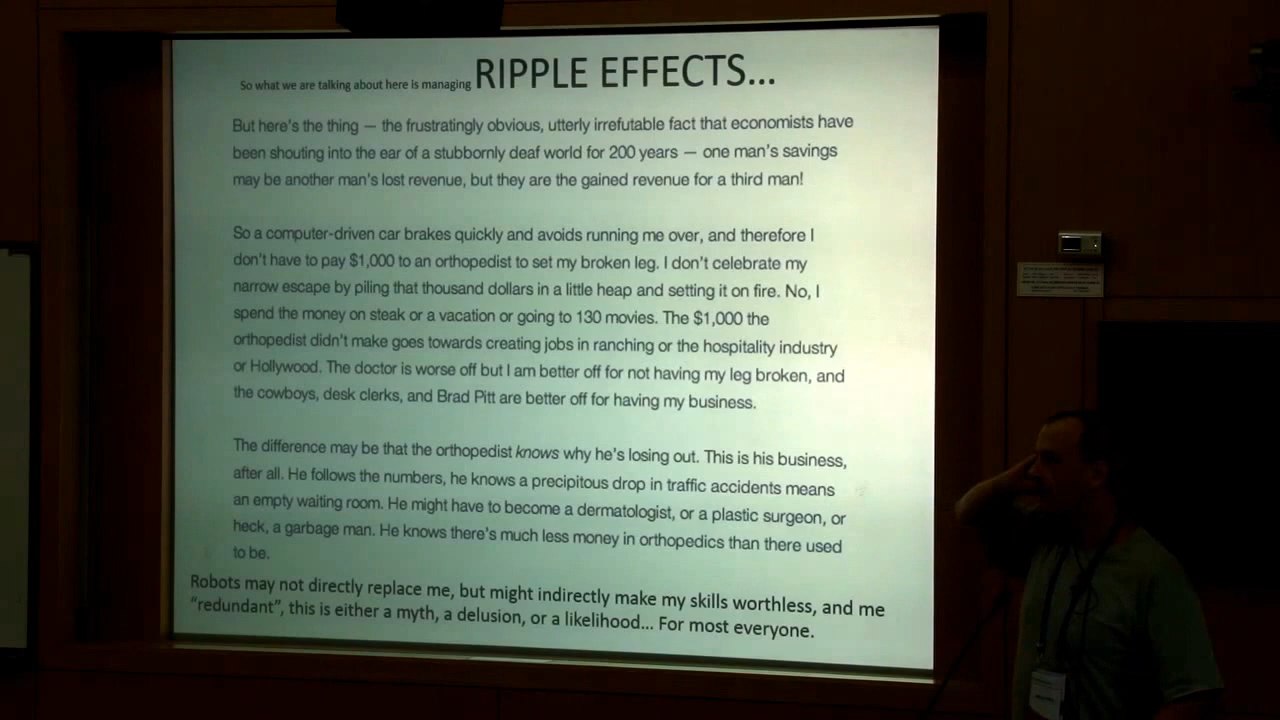 So what we are talking about here is managing RIPPLE EFFECTS...
But here's the thing — the frustratingly obvious, utterly irrefutable fact that economists have
been shouting into the ear of a stubbornly deaf world for 200 years — one man's savings
may be another man's lost revenue, but they are the gained revenue for a third man!
So a computer-driven car brakes quickly and avoids running me over, and therefore I
don't have to pay $1,000 to an orthopedist to set my broken leg. I don't celebrate my
narrow escape by piling that thousand dollars in a little heap and setting it on fire. No, I
spend the money on steak or a vacation or going to 130 movies. The $1,000 the
orthopedist didn't make goes towards creating jobs in ranching or the hospitality industry
or Hollywood. The doctor is worse off but I am better off for not having my leg broken, and
the cowboys, desk clerks, and Brad Pitt are better off for having my business.
The difference may be that the orthopedist knows why he's losing out. This is his business,
after all. He follows the numbers, he knows a precipitous drop in traffic accidents means
an empty waiting room. He might have to become a dermatologist, or a plastic surgeon, or
heck, a garbage man. He knows there's much less money in orthopedics than there used
to be.
Robots may not directly replace me, but might indirectly make my skills worthless, and me
"redundant", this is either a myth, a delusion, or a likelihood... For most everyone.